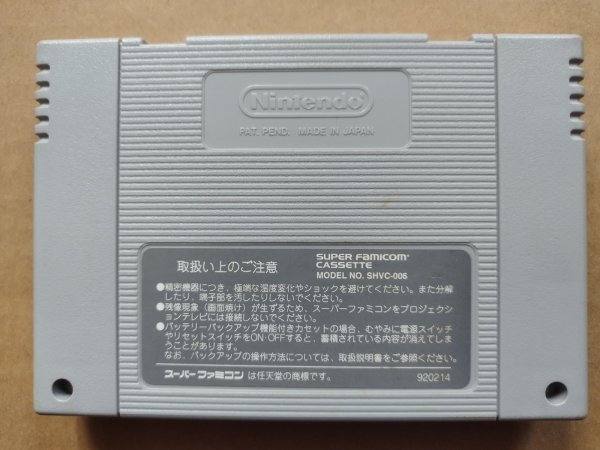 Nintendo
PAT. PEND. MADE IN JAPAN
取扱い上のご注意
SUPER FAMICOM
CASSETTE
MODEL NO. SHVC-006
●精密機器につき、極端な温度変化やショックを避けてください。また分解
したり、端子部を汚したりしないでください。
●残像現象(画面焼け)が生ずるため、スーパーファミコンをプロジェクシ
ョンテレビには接続しないでください。
●バッテリーバックアップ機能付きカセットの場合、むやみに電源スイッチ
やリセットスイッチをON·OFFすると、蓄積されている内容が消えてしま
うことがあります。
なお、バックアップの操作方法については、取扱説明書をご参照ください。
スーパーファミコン は任天堂の商標です。
920214